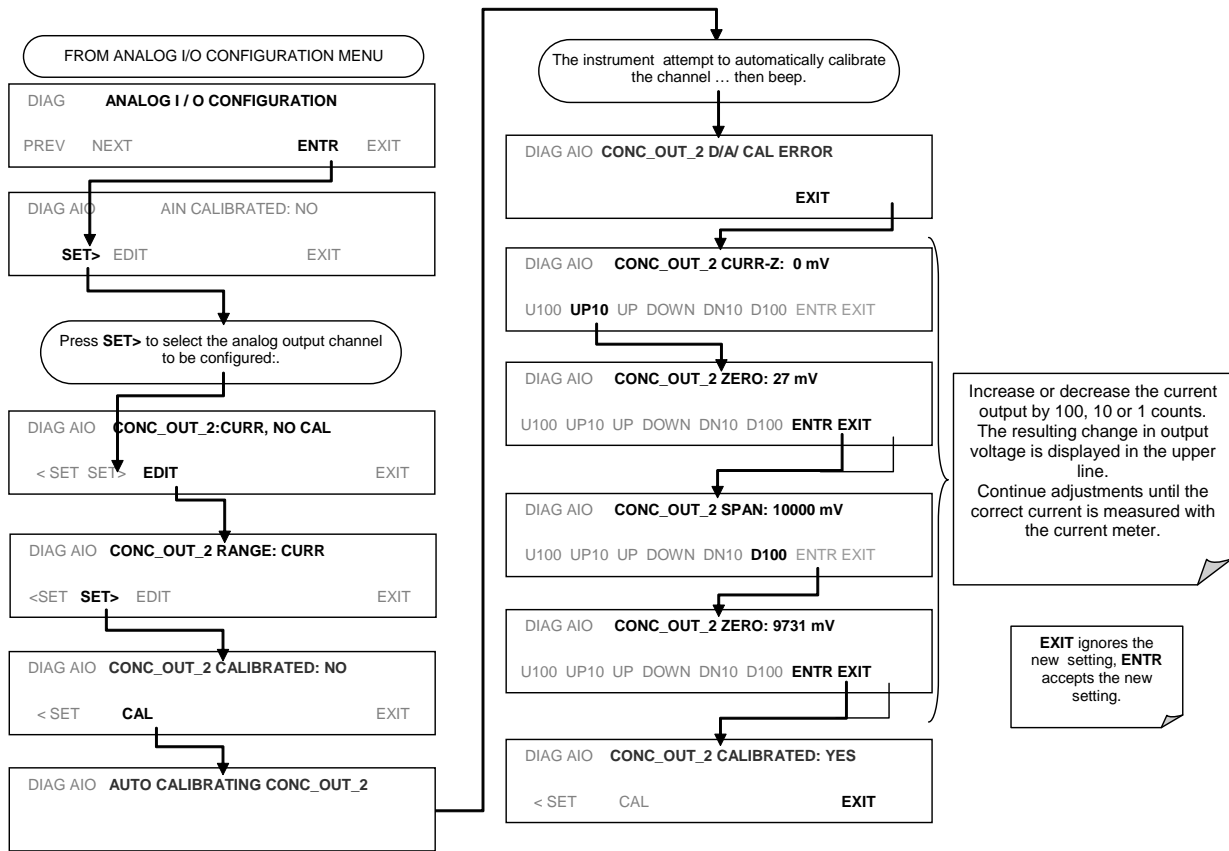 FROM ANALOG I/O CONFIGURATION MENU
DIAG ANALOG I / O CONFIGURATION
PREV NEXT ENTR EXIT
DIAG AIO AIN CALIBRATED: NO
SET> EDIT EXIT
Press SET> to select the analog output channel
to be configured:.
DIAG AIO CONC_OUT_2:CURR, NO CAL
< SET SET> EDIT EXIT
DIAG AIO CONC_OUT_2 RANGE: CURR
<SET SET> EDIT EXIT
DIAG AIO CONC_OUT_2 CALIBRATED: NO
< SET CAL EXIT
DIAG AIO AUTO CALIBRATING CONC_OUT_2
The instrument attempt to automatically calibrate
the channel … then beep.
DIAG AIO CONC_OUT_2 D/A/ CAL ERROR
EXIT
DIAG AIO CONC_OUT_2 CURR-Z: 0 mV
U100 UP10 UP DOWN DN10 D100 ENTR EXIT
DIAG AIO CONC_OUT_2 ZERO: 27 mV
U100 UP10 UP DOWN DN10 D100 ENTR EXIT
DIAG AIO CONC_OUT_2 SPAN: 10000 mV
U100 UP10 UP DOWN DN10 D100 ENTR EXIT
DIAG AIO CONC_OUT_2 ZERO: 9731 mV
U100 UP10 UP DOWN DN10 D100 ENTR EXIT
DIAG AIO CONC_OUT_2 CALIBRATED: YES
< SET CAL EXIT
Increase or decrease the current
output by 100, 10 or 1 counts.
The resulting change in output
voltage is displayed in the upper
line.
Continue adjustments until the
correct current is measured with
the current meter.
EXIT ignores the
new setting, ENTR
accepts the new
setting.